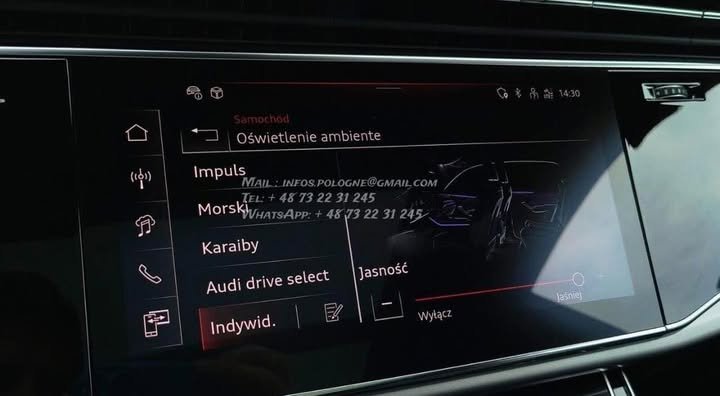 14:30
Samochód
Oświetlenie ambiente
Impuls
Mail : infos.pologne@gmail.com
Tel: + 48 73 22 31 245
Morski
WhatsApp: + 48 73 22 31 245
Karaiby
Audi drive select
Jasność
Indywid.
−
Wyłącz
Jaśniej